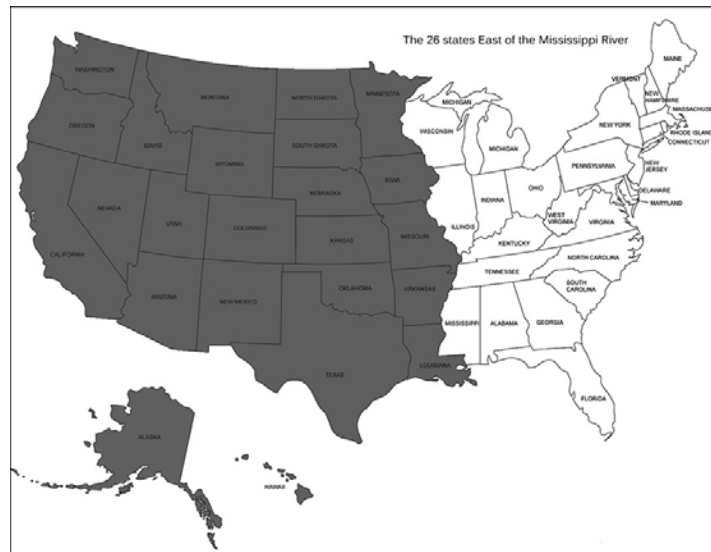 The 26 states East of the Mississippi River
WASHINGTON
MONTANA
NORTH DAKOTA
MINNESOTA
MICHIGAN
VERMONT
MAINE
NEW
HAMPSHIRE
MASSACHUSE
OREGON
IDAHO
SOUTH DAKOTA
WISCONSIN
MICHIGAN
NEW YORK
RHODE ISLAND
CONNECTICUT
WYOMING
IOWA
PENNSYLVANIA
NEW
JERSEY
NEBRASKA
OHIO
DELAWARE
MARYLAND
NEVADA
UTAH
COLORADO
ILLINOIS
INDIANA
WEST
VIRGINIA
VIRGINIA
CALIFORNIA
KANSAS
MISSOURI
KENTUCKY
NORTH CAROLINA
TENNESSEE
ARIZONA
NEW MEXICO
OKLAHOMA
ARKANSAS
SOUTH
CAROLINA
MISSISSIPPI
ALABAMA
GEORGIA
TEXAS
LOUISIANA
FLORIDA
ALASKA
HAWAII